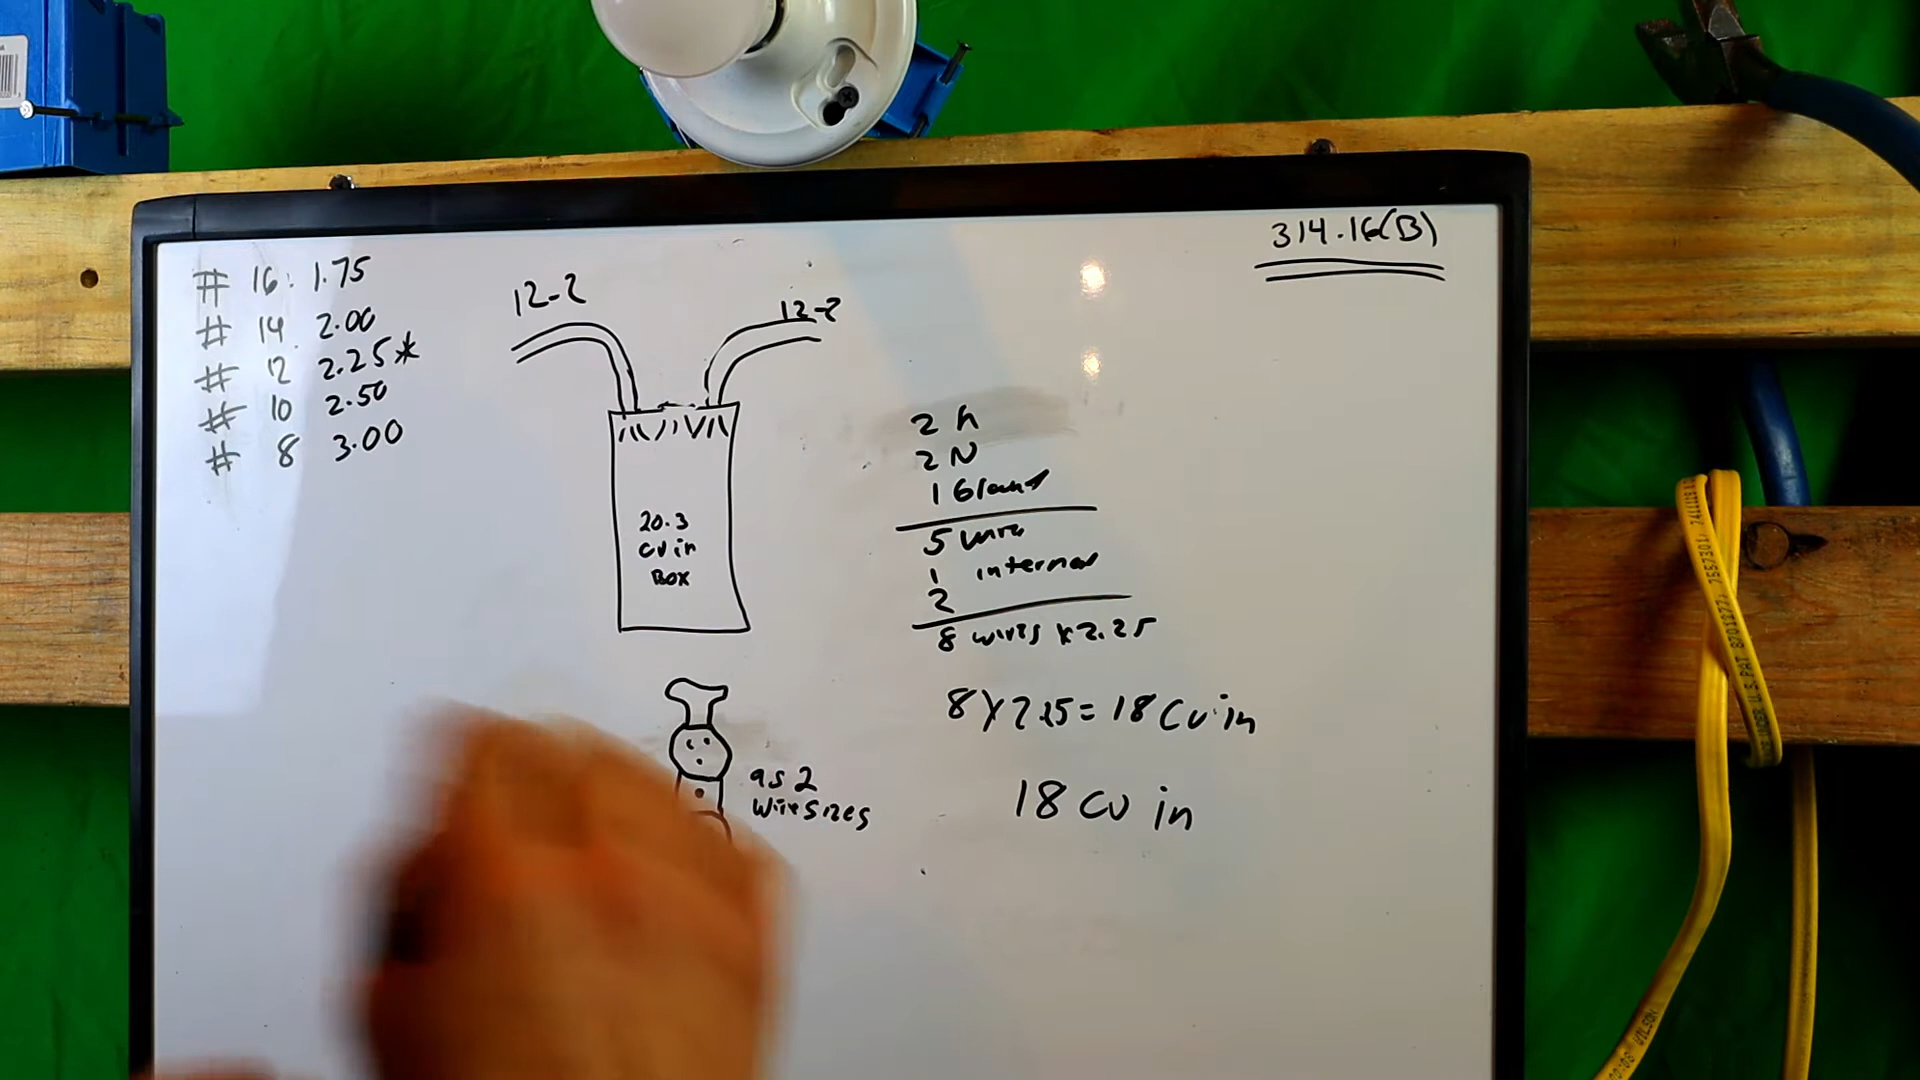 314.16(B)
# 16: 1.75
# 14 2.00
# 12 2.25*
# 10 2.50
# 8 3.00
12-2
12-2
20.3
cu in
Box
2 h
2 N
1 Ground
5 wire
1 internal
2
8 wires x 2.25
8 x 2.25 = 18 Cu in
18 cu in
as 2
wire sizes